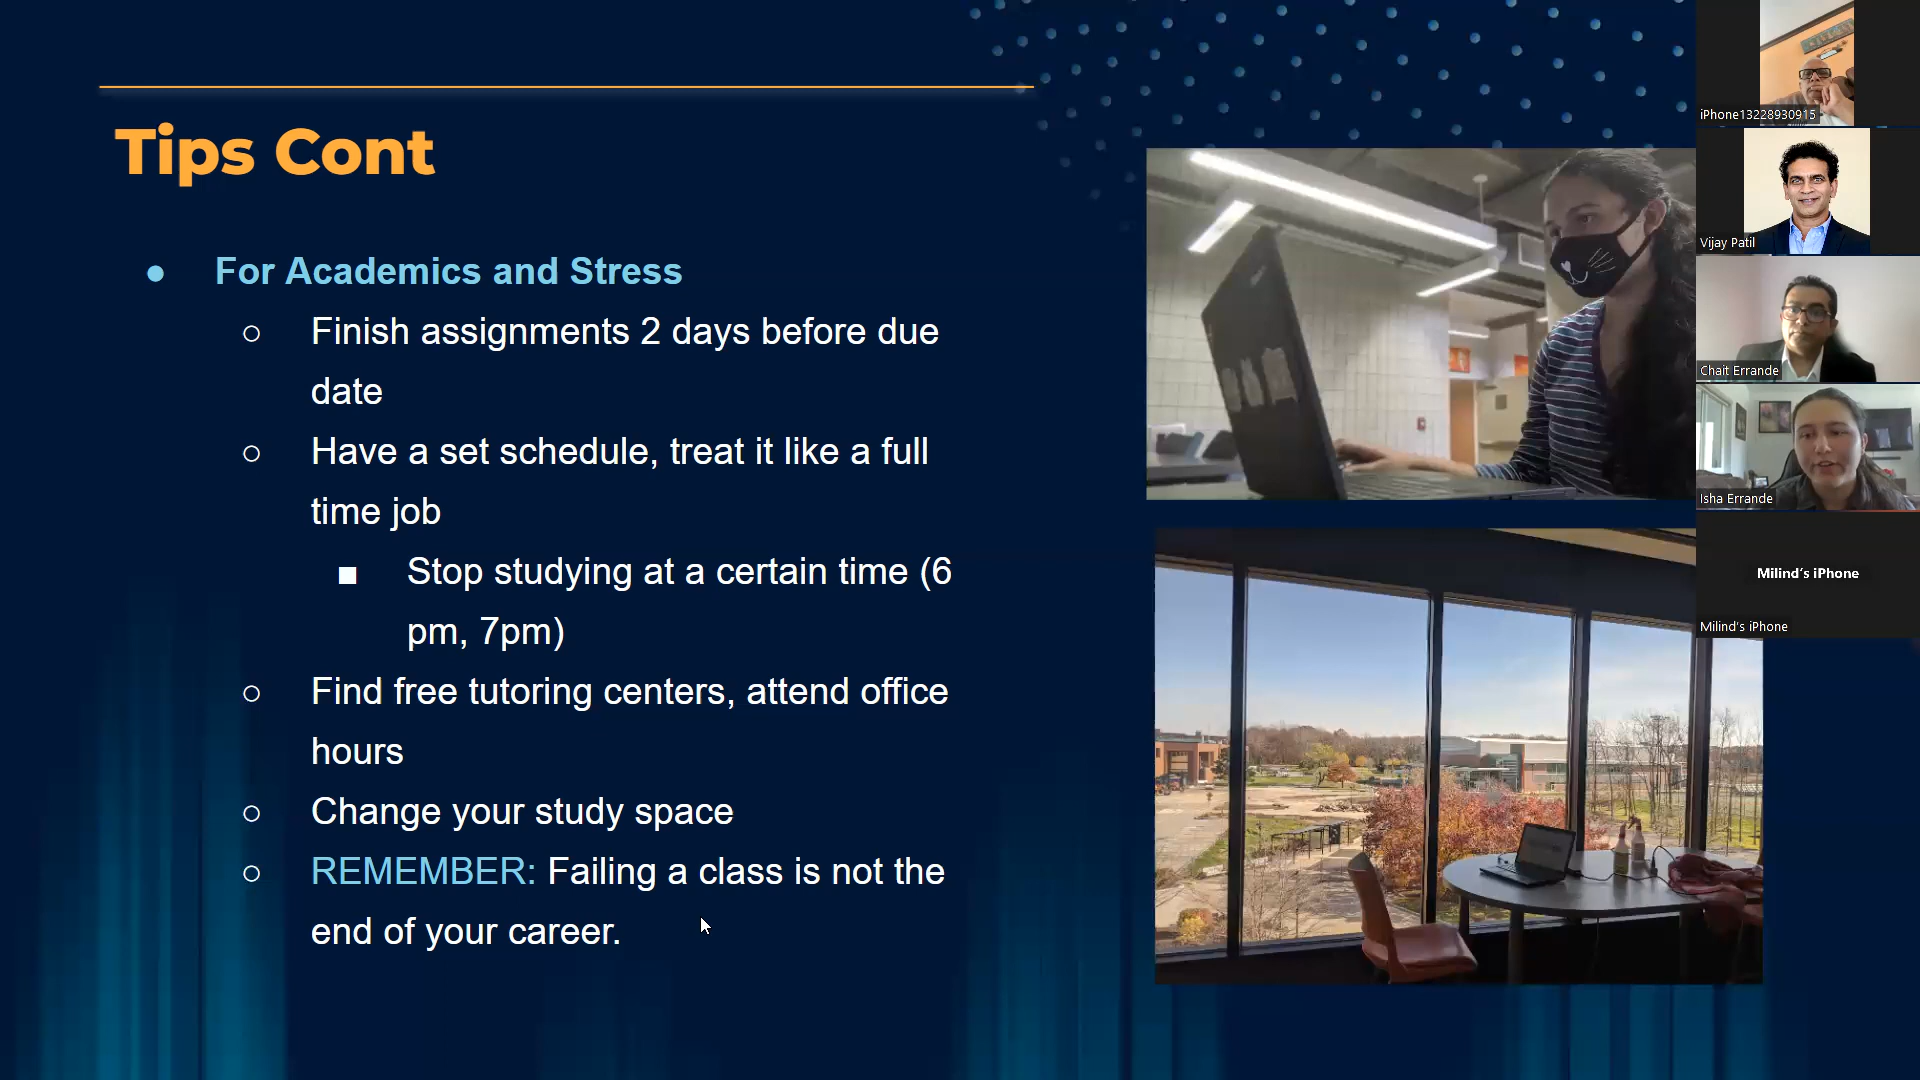 Tips Cont
● For Academics and Stress
○ Finish assignments 2 days before due
date
○ Have a set schedule, treat it like a full
time job
■ Stop studying at a certain time (6
pm, 7pm)
○ Find free tutoring centers, attend office
hours
○ Change your study space
○ REMEMBER: Failing a class is not the
end of your career.
iPhone13228930915
Vijay Patil
Chait Errande
Isha Errande
Milind's iPhone
Milind's iPhone